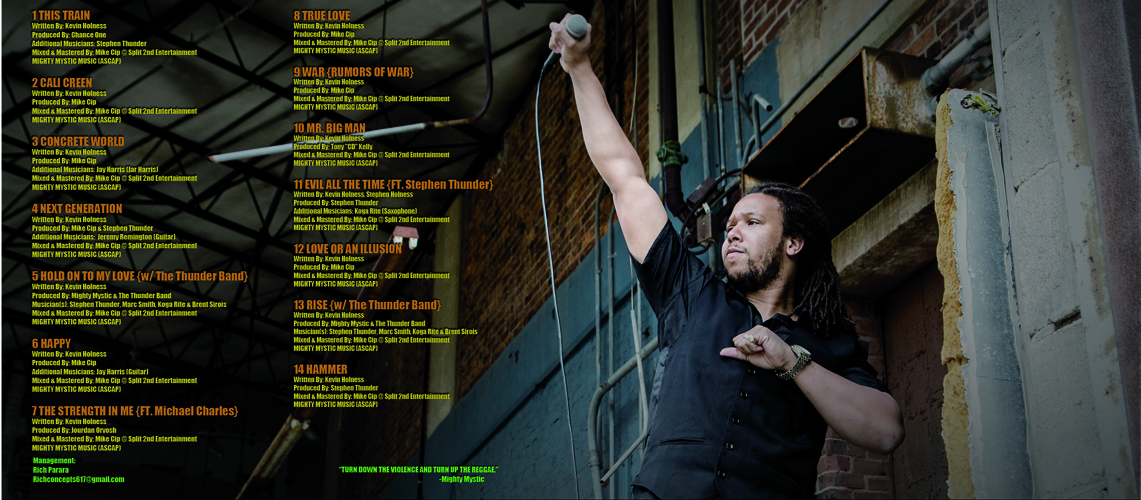 1 THIS TRAIN
Written By: Kevin Holness
Produced By: Chance One
Additional Musicians: Stephen Thunder
Mixed & Mastered By: Mike Cip @ Split 2nd Entertainment
MIGHTY MYSTIC MUSIC (ASCAP)
2 CALI GREEN
Written By: Kevin Holness
Produced By: Mike Cip
Mixed & Mastered By: Mike Cip @ Split 2nd Entertainment
MIGHTY MYSTIC MUSIC (ASCAP)
3 CONCRETE WORLD
Written By: Kevin Holness
Produced By: Mike Cip
Additional Musicians: Jay Harris (Jar Harris)
Mixed & Mastered By: Mike Cip @ Split 2nd Entertainment
MIGHTY MYSTIC MUSIC (ASCAP)
4 NEXT GENERATION
Written By: Kevin Holness
Produced By: Mike Cip & Stephen Thunder
Additional Musicians: Jeremy Remington (Guitar)
Mixed & Mastered By: Mike Cip @ Split 2nd Entertainment
MIGHTY MYSTIC MUSIC (ASCAP)
5 HOLD ON TO MY LOVE {w/ The Thunder Band}
Written By: Kevin Holness
Produced By: Mighty Mystic & The Thunder Band
Musician(s): Stephen Thunder, Marc Smith, Koga Rite & Brent Sirois
Mixed & Mastered By: Mike Cip @ Split 2nd Entertainment
MIGHTY MYSTIC MUSIC (ASCAP)
6 HAPPY
Written By: Kevin Holness
Produced By: Mike Cip
Additional Musicians: Jay Harris (Guitar)
Mixed & Mastered By: Mike Cip @ Split 2nd Entertainment
MIGHTY MYSTIC MUSIC (ASCAP)
7 THE STRENGTH IN ME {FT. Michael Charles}
Written By: Kevin Holness
Produced By: Jourdan Orvosh
Mixed & Mastered By: Mike Cip @ Split 2nd Entertainment
MIGHTY MYSTIC MUSIC (ASCAP)
Management:
Rich Parara
Richconcepts617@gmail.com
8 TRUE LOVE
Written By: Kevin Holness
Produced By: Mike Cip
Mixed & Mastered By: Mike Cip @ Split 2nd Entertainment
MIGHTY MYSTIC MUSIC (ASCAP)
9 WAR {RUMORS OF WAR}
Written By: Kevin Holness
Produced By: Mike Cip
Mixed & Mastered By: Mike Cip @ Split 2nd Entertainment
MIGHTY MYSTIC MUSIC (ASCAP)
10 MR. BIG MAN
Written By: Kevin Holness
Produced By: Tony "CD" Kelly
Mixed & Mastered By: Mike Cip @ Split 2nd Entertainment
MIGHTY MYSTIC MUSIC (ASCAP)
11 EVIL ALL THE TIME {FT. Stephen Thunder}
Written By: Kevin Holness, Stephen Holness
Produced By: Stephen Thunder
Additional Musicians: Koga Rite (Saxophone)
Mixed & Mastered By: Mike Cip @ Split 2nd Entertainment
MIGHTY MYSTIC MUSIC (ASCAP)
12 LOVE OR AN ILLUSION
Written By: Kevin Holness
Produced By: Mike Cip
Mixed & Mastered By: Mike Cip @ Split 2nd Entertainment
MIGHTY MYSTIC MUSIC (ASCAP)
13 RISE {w/ The Thunder Band}
Written By: Kevin Holness
Produced By: Mighty Mystic & The Thunder Band
Musician(s): Stephen Thunder, Marc Smith, Koga Rite & Brent Sirois
Mixed & Mastered By: Mike Cip @ Split 2nd Entertainment
MIGHTY MYSTIC MUSIC (ASCAP)
14 HAMMER
Written By: Kevin Holness
Produced By: Stephen Thunder
Mixed & Mastered By: Mike Cip @ Split 2nd Entertainment
MIGHTY MYSTIC MUSIC (ASCAP)
"TURN DOWN THE VIOLENCE AND TURN UP THE REGGAE."
-Mighty Mystic